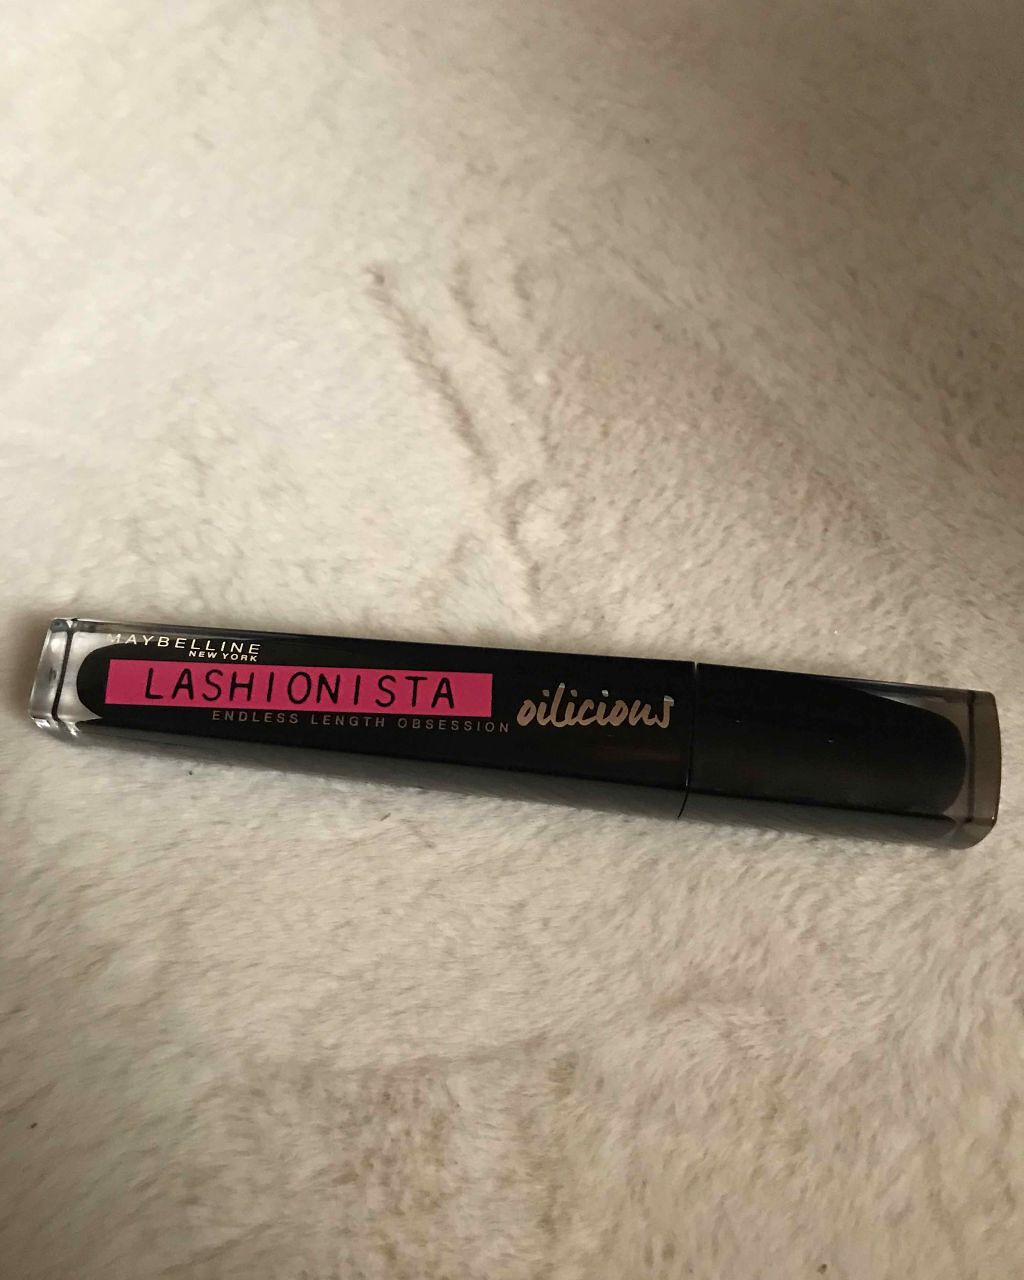 MAYBELLINE
NEW YORK
LASHIONISTA
ENDLESS LENGTH OBSESSION
oilicious